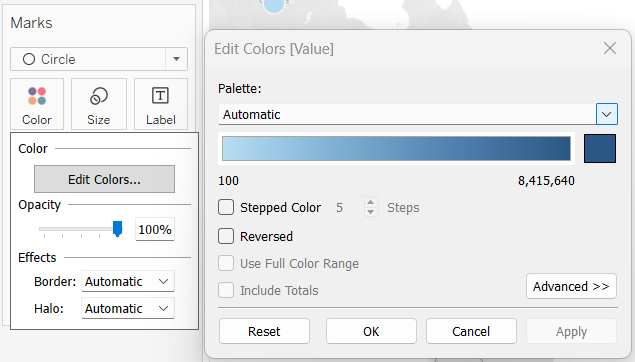 Marks
Circle
Color Size Label
Color
Edit Colors...
Opacity
100%
Effects
Border: Automatic
Halo: Automatic
Edit Colors [Value]
Palette:
Automatic
100 8,415,640
Stepped Color 5 Steps
Reversed
Use Full Color Range
Include Totals
Advanced >>
Reset OK Cancel Apply